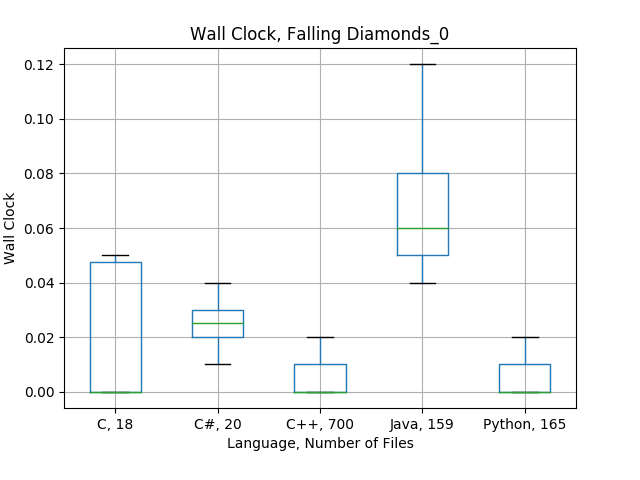 Wall Clock, Falling Diamonds_0
0.12
0.10
0.08
0.06
0.04
0.02
0.00
Wall Clock
C, 18
C#, 20
C++, 700
Java, 159
Python, 165
Language, Number of Files